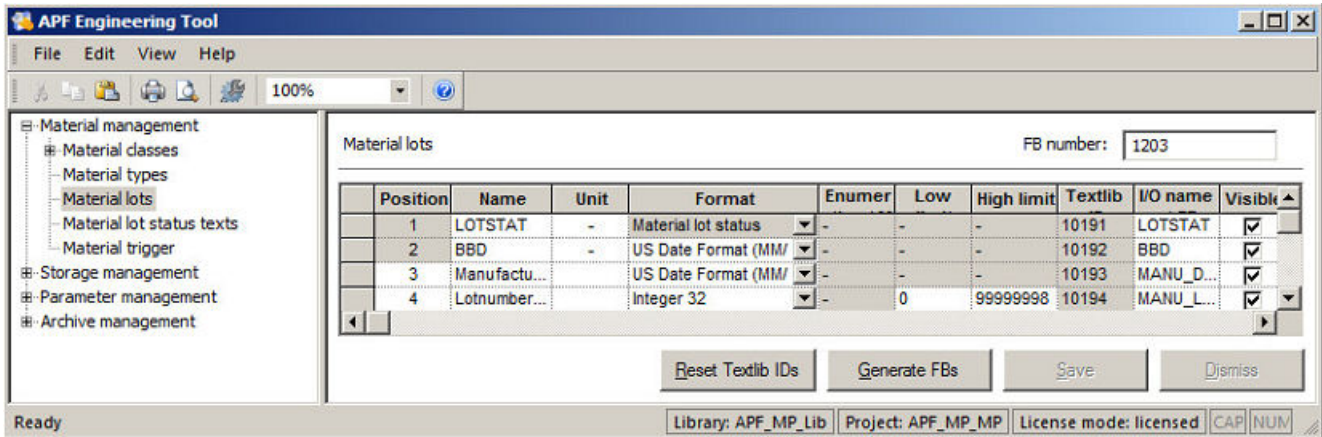 APF Engineering Tool
File Edit View Help
100%
Material management
Material classes
Material types
Material lots
Material lot status texts
Material trigger
Storage management
Parameter management
Archive management
Material lots FB number: 1203
Position Name Unit Format Enumer Low High limit Textlib I/O name Visible
1 LOTSTAT - Material lot status - - - 10191 LOTSTAT
2 BBD - US Date Format (MM/ - - - 10192 BBD
3 Manufactu... US Date Format (MM/ - - - 10193 MANU_D...
4 Lotnumber... Integer 32 - 0 99999998 10194 MANU_L...
Reset Textlib IDs Generate FBs Save Dismiss
Ready Library: APF_MP_Lib Project: APF_MP_MP License mode: licensed CAP NUM